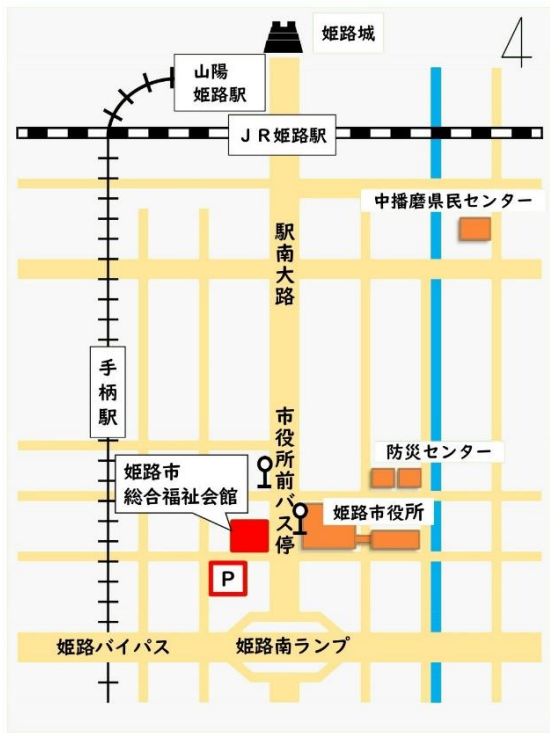 姫路城
山陽
姫路駅
JR姫路駅
中播磨県民センター
駅南大路
手柄駅
市役所前バス停
防災センター
姫路市
総合福祉会館
姫路市役所
P
姫路バイパス
姫路南ランプ